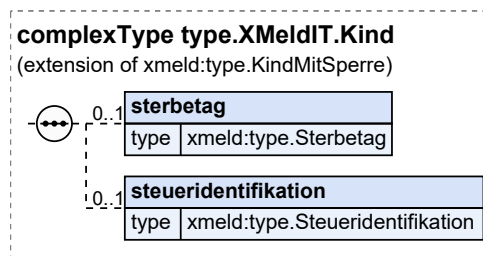 complexType type.XMeldIT.Kind
(extension of xmeld:type.KindMitSperre)
0..1 sterbetag
type xmeld:type.Sterbetag
0..1 steueridentifikation
type xmeld:type.Steueridentifikation